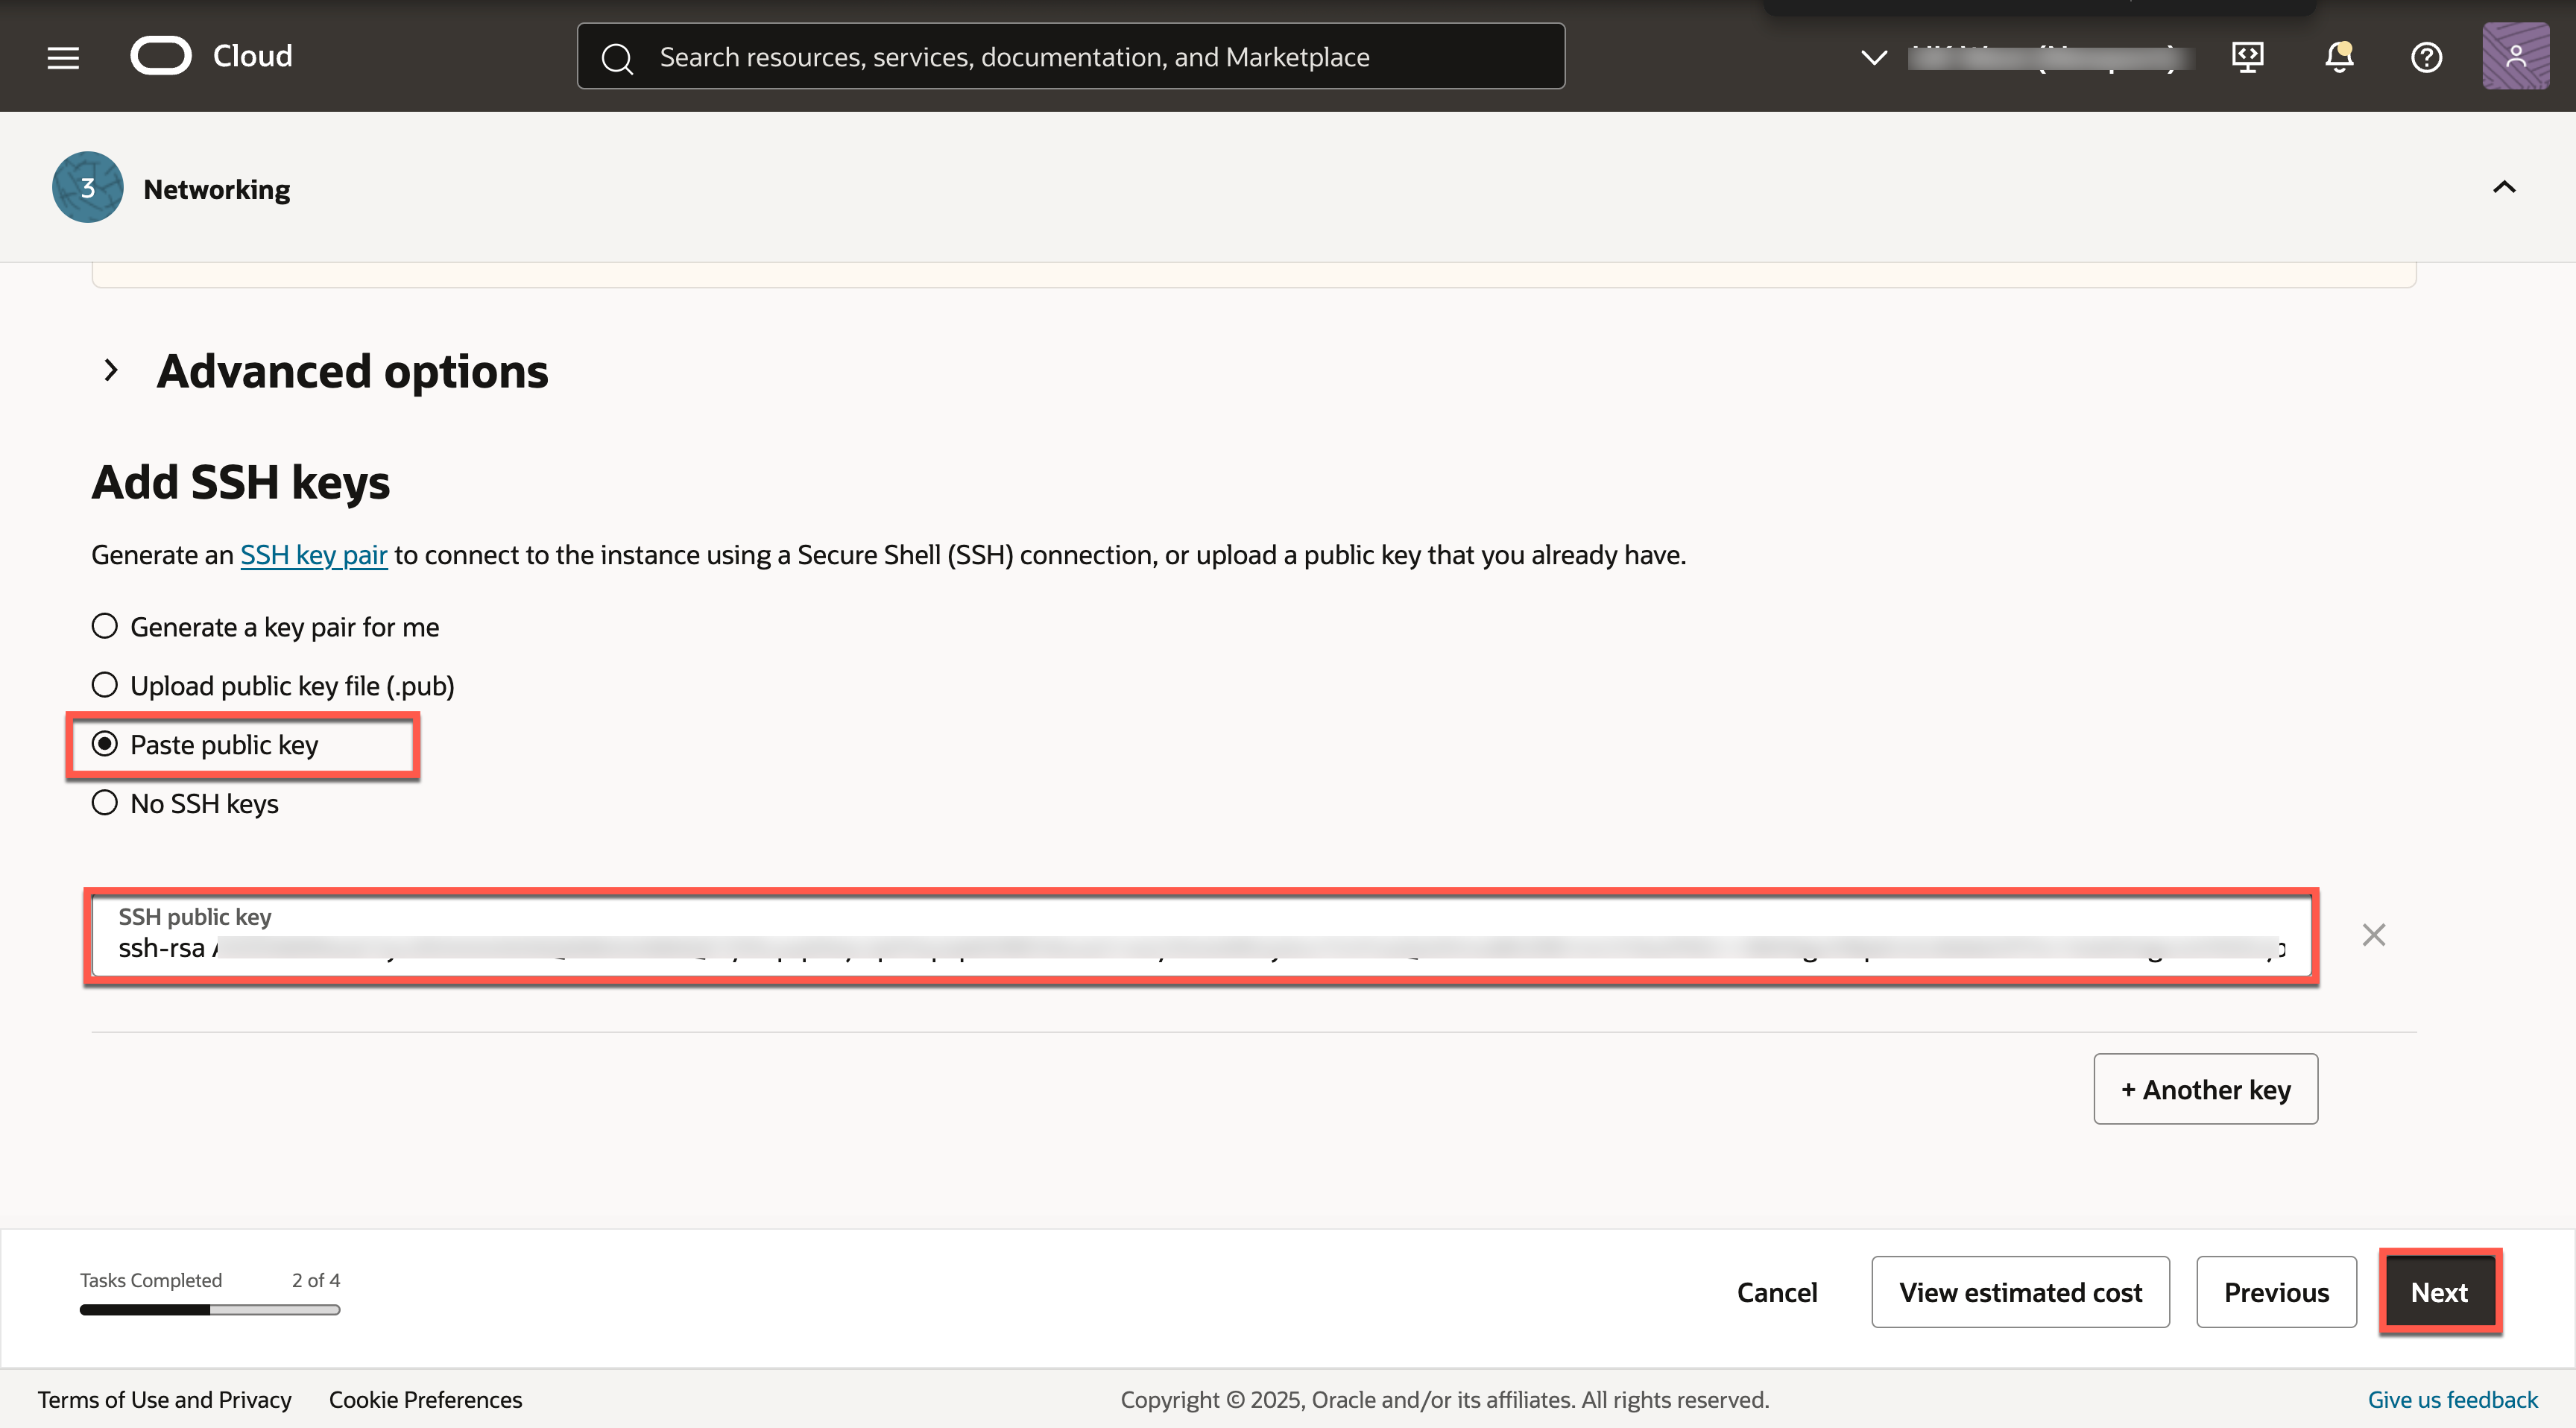 Cloud
Search resources, services, documentation, and Marketplace
3
Networking
Advanced options
Add SSH keys
Generate an SSH key pair to connect to the instance using a Secure Shell (SSH) connection, or upload a public key that you already have.
Generate a key pair for me
Upload public key file (.pub)
Paste public key
No SSH keys
SSH public key
ssh-rsa
+ Another key
Tasks Completed 2 of 4
Cancel
View estimated cost
Previous
Next
Terms of Use and Privacy
Cookie Preferences
Copyright © 2025, Oracle and/or its affiliates. All rights reserved.
Give us feedback